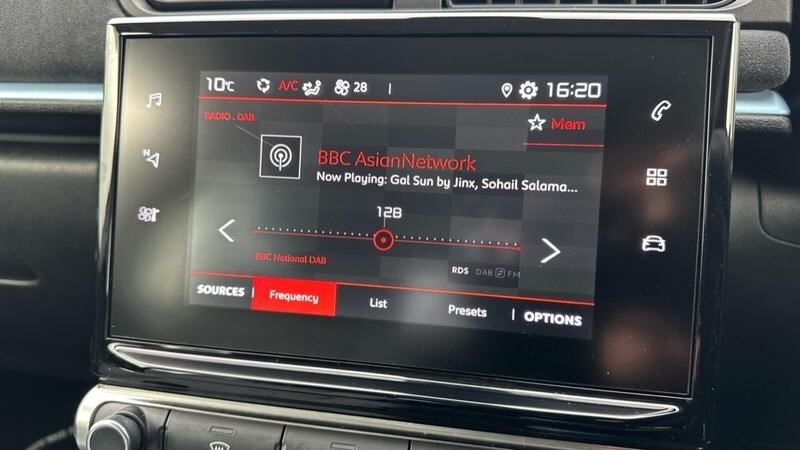 10°C A/C 28 16:20
RADIO . DAB
Mem
BBC AsianNetwork
Now Playing: Gal Sun by Jinx, Sohail Salama...
12B
BBC National DAB
RDS DAB FM
SOURCES Frequency List Presets OPTIONS
N